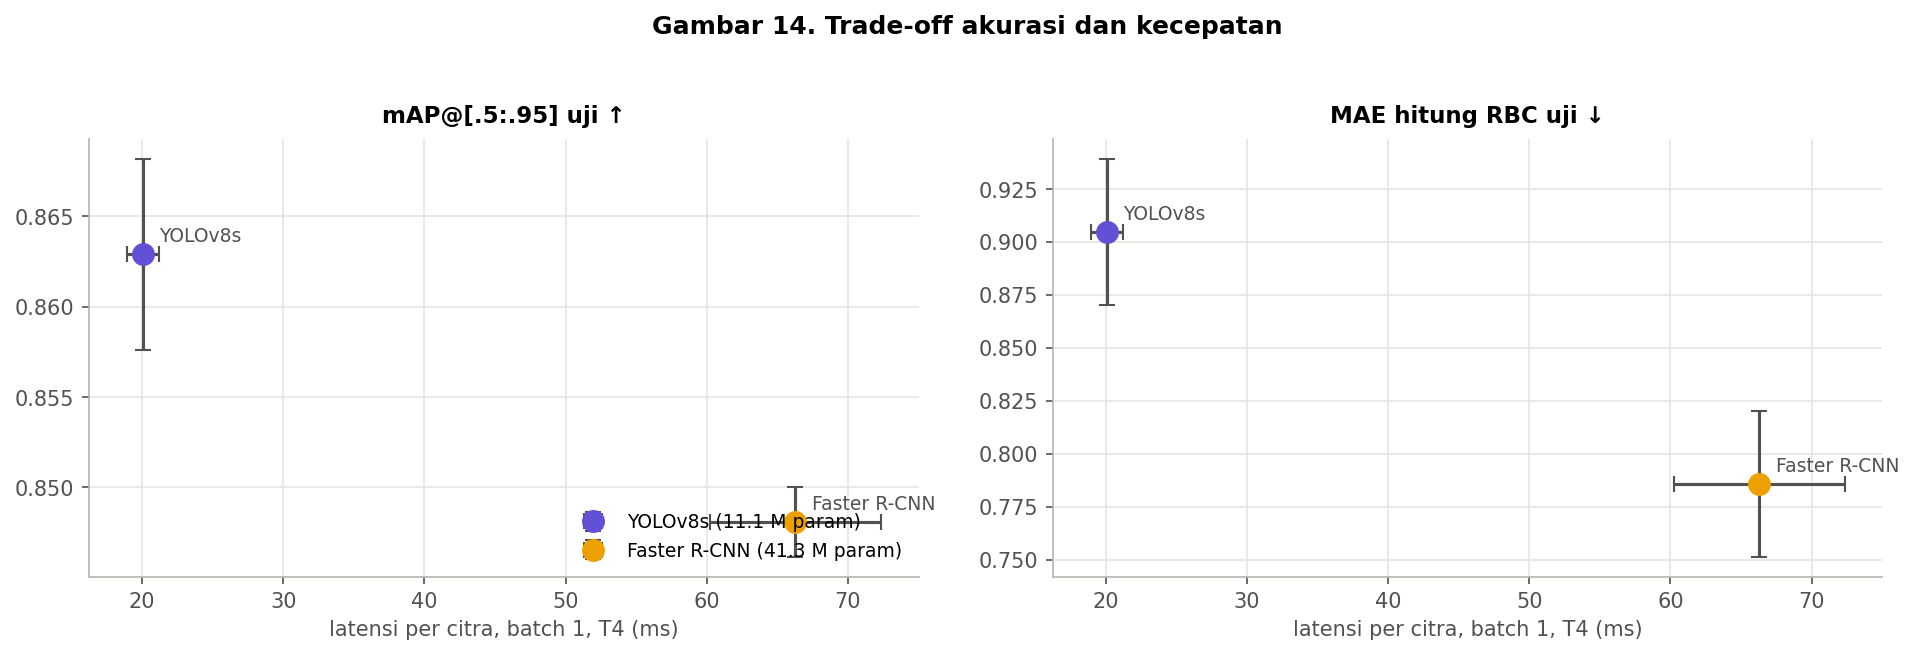 Gambar 14. Trade-off akurasi dan kecepatan
mAP@[.5:.95] uji ↑
0.865
0.860
0.855
0.850
YOLOv8s
Faster R-CNN
YOLOv8s (11.1 M param)
Faster R-CNN (41.3 M param)
20 30 40 50 60 70
latensi per citra, batch 1, T4 (ms)
MAE hitung RBC uji ↓
0.925
0.900
0.875
0.850
0.825
0.800
0.775
0.750
YOLOv8s
Faster R-CNN
20 30 40 50 60 70
latensi per citra, batch 1, T4 (ms)